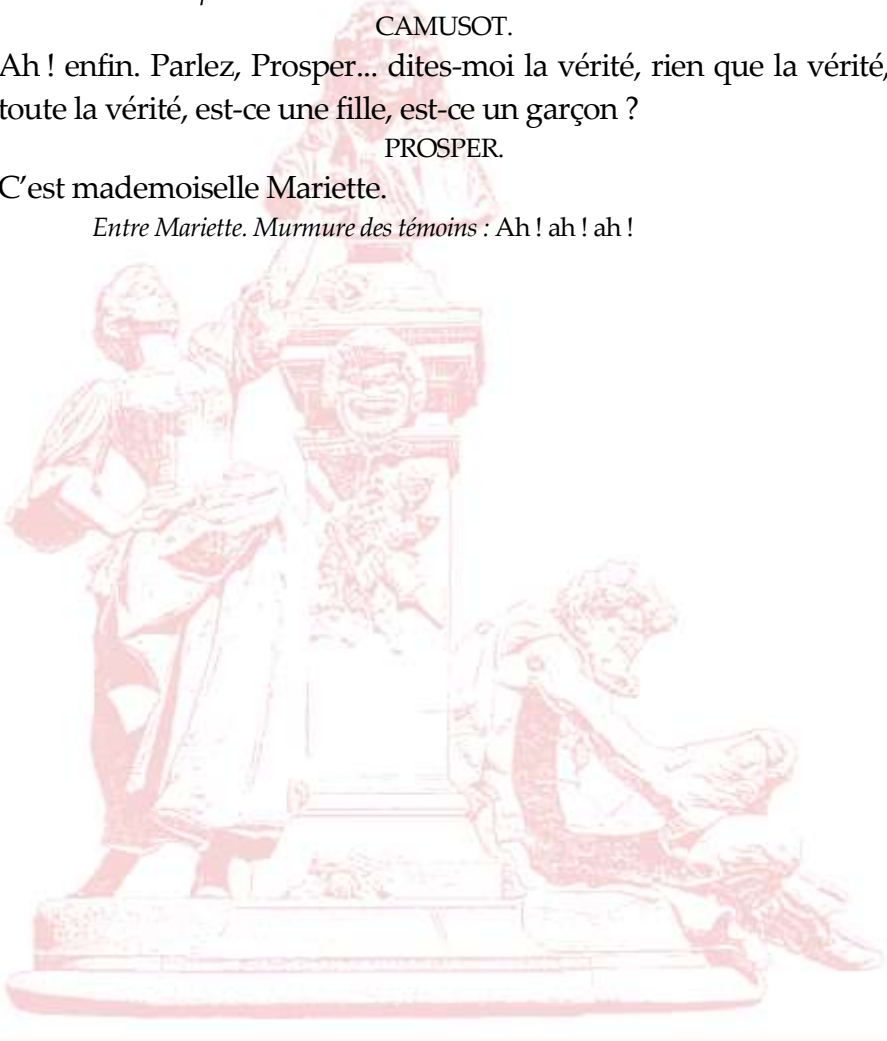 CAMUSOT.
Ah ! enfin. Parlez, Prosper... dites-moi la vérité, rien que la vérité,
toute la vérité, est-ce une fille, est-ce un garçon ?
PROSPER.
C’est mademoiselle Mariette.
Entre Mariette. Murmure des témoins : Ah ! ah ! ah !